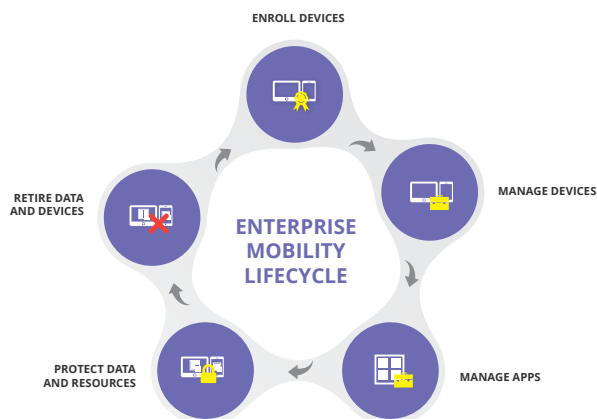 ENROLL DEVICES
MANAGE DEVICES
MANAGE APPS
PROTECT DATA
AND RESOURCES
RETIRE DATA
AND DEVICES
ENTERPRISE
MOBILITY
LIFECYCLE